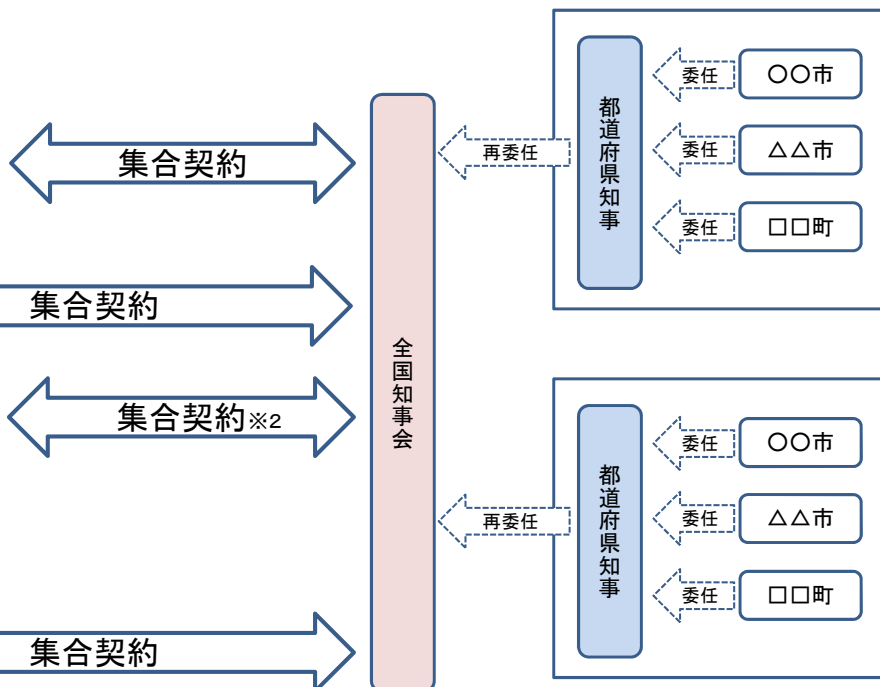 集合契約
集合契約
集合契約※2
集合契約
全国知事会
再委任
都道府県知事
委任
〇〇市
委任
△△市
委任
□□町
再委任
都道府県知事
委任
〇〇市
委任
△△市
委任
□□町